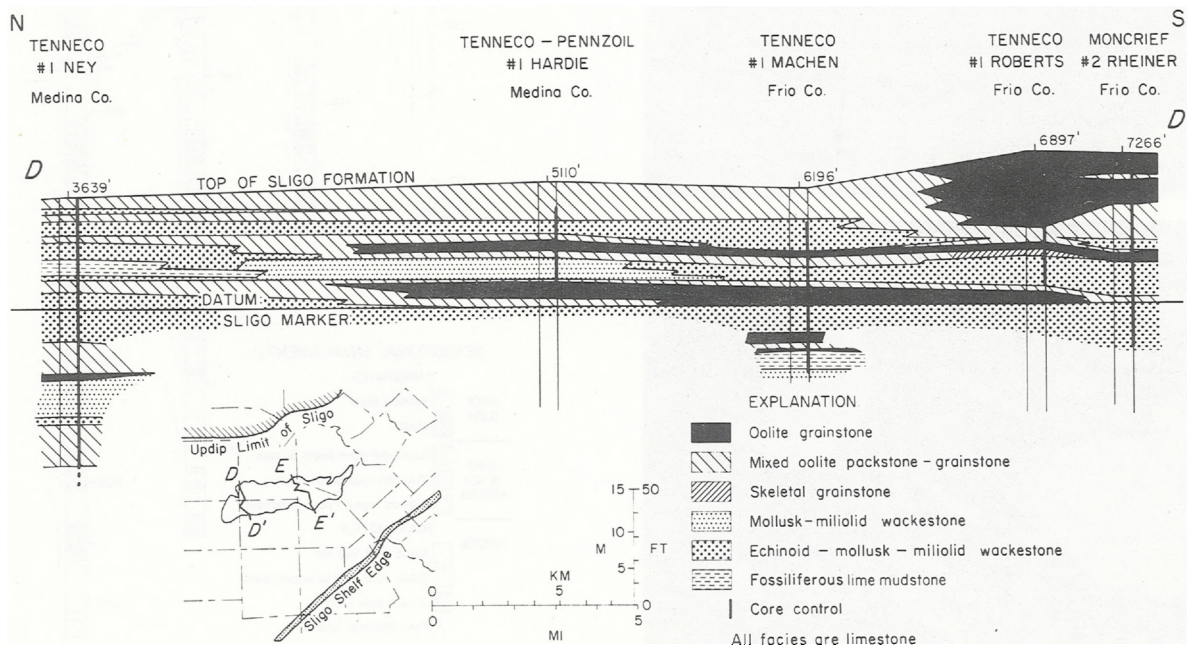 N
S
TENNECO
#1 NEY
Medina Co.
TENNECO – PENNZOIL
#1 HARDIE
Medina Co.
TENNECO
#1 MACHEN
Frio Co.
TENNECO
#1 ROBERTS
Frio Co.
MONCRIEF
#2 RHEINER
Frio Co.
D
D
3639'
TOP OF SLIGO FORMATION
5110'
6196'
6897'
7266'
DATUM:
SLIGO MARKER
Updip Limit of Sligo
D
E
D'
E'
Sligo Shelf Edge
15
50
10
M
FT
5
0
KM
0
5
0
5
MI
EXPLANATION
Oolite grainstone
Mixed oolite packstone – grainstone
Skeletal grainstone
Mollusk – miliolid wackestone
Echinoid – mollusk – miliolid wackestone
Fossiliferous lime mudstone
Core control
All facies are limestone